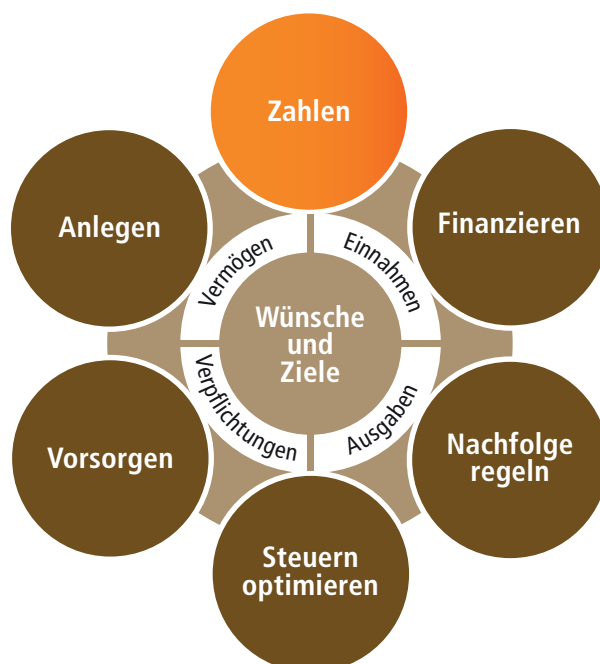 Zahlen
Anlegen
Finanzieren
Vermögen
Einnahmen
Wünsche
und
Ziele
Verpflichtungen
Ausgaben
Vorsorgen
Nachfolge
regeln
Steuern
optimieren